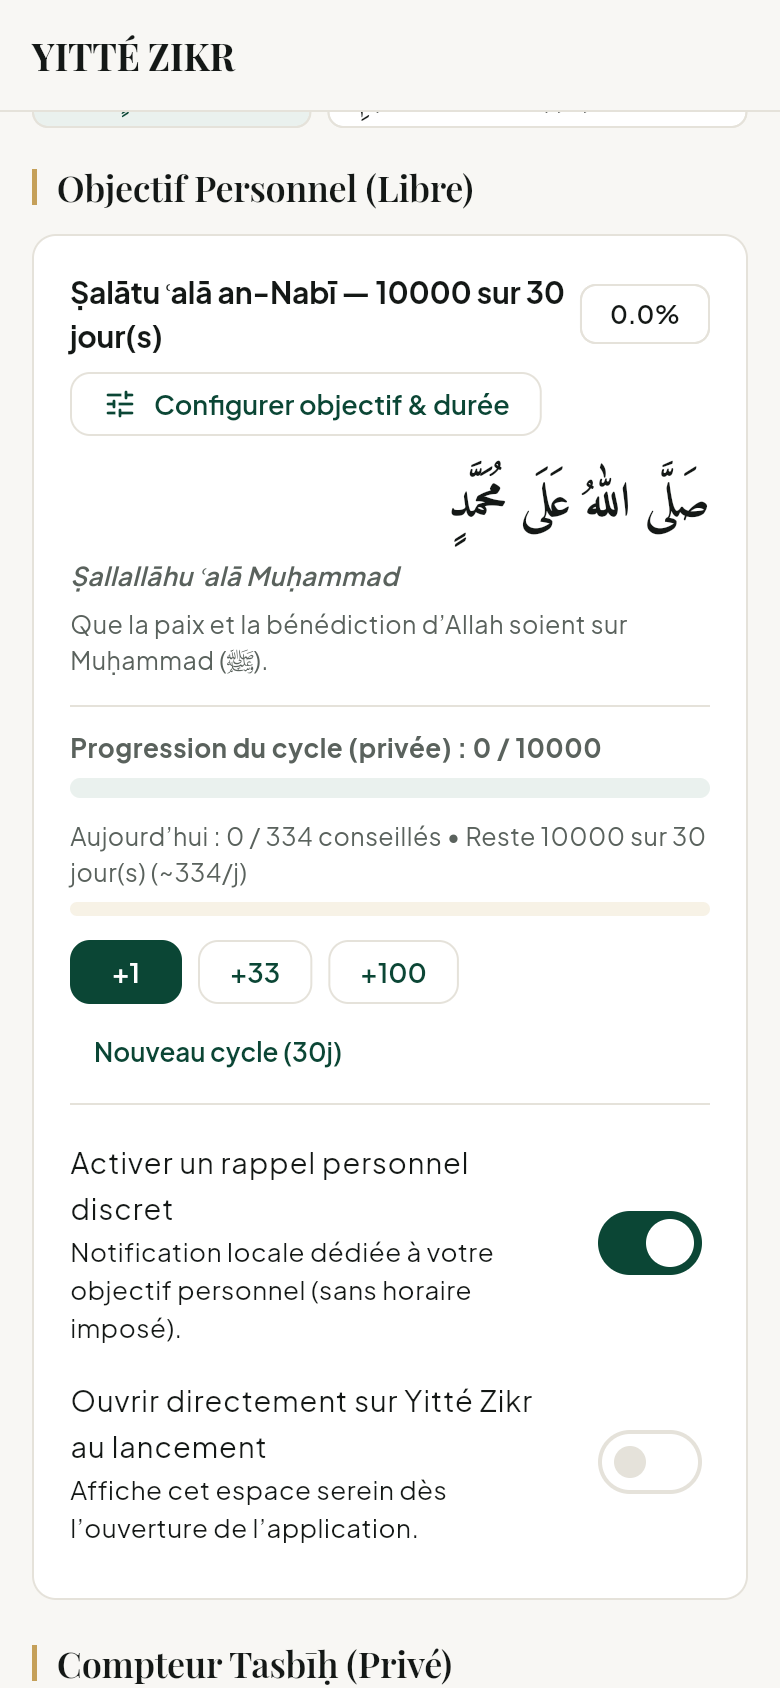 YITTÉ ZIKR
Objectif Personnel (Libre)
Ṣalātu ʿalā an-Nabī — 10000 sur 30
jour(s)
0.0%
Configurer objectif & durée
صَلَّى اللهُ عَلَى مُحَمَّدٍ
Ṣallallāhu ʿalā Muḥammad
Que la paix et la bénédiction d’Allah soient sur
Muḥammad (ﷺ).
Progression du cycle (privée) : 0 / 10000
Aujourd’hui : 0 / 334 conseillés • Reste 10000 sur 30
jour(s) (~334/j)
+1 +33 +100
Nouveau cycle (30j)
Activer un rappel personnel
discret
Notification locale dédiée à votre
objectif personnel (sans horaire
imposé).
Ouvrir directement sur Yitté Zikr
au lancement
Affiche cet espace serein dès
l’ouverture de l’application.
Compteur Tasbīḥ (Privé)